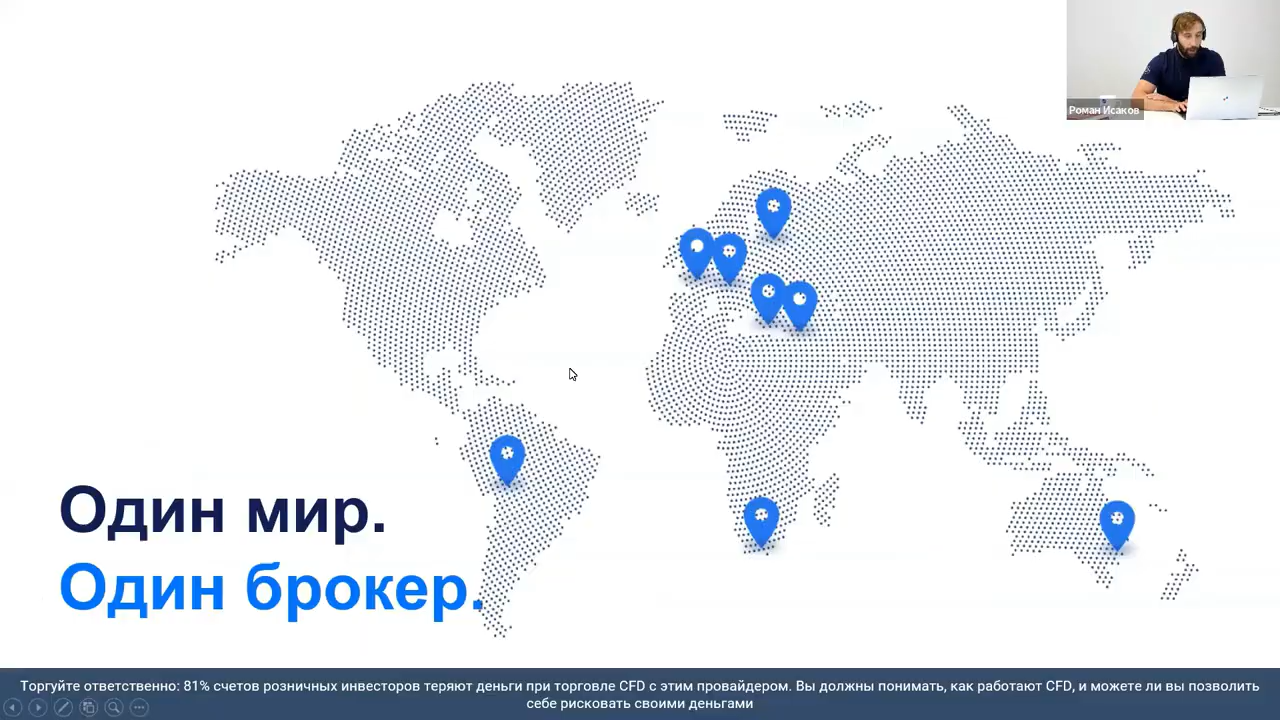 Роман Исаков
Один мир.
Один брокер.
Торгуйте ответственно: 81% счетов розничных инвесторов теряют деньги при торговле CFD с этим провайдером. Вы должны понимать, как работают CFD, и можете ли вы позволить
себе рисковать своими деньгами